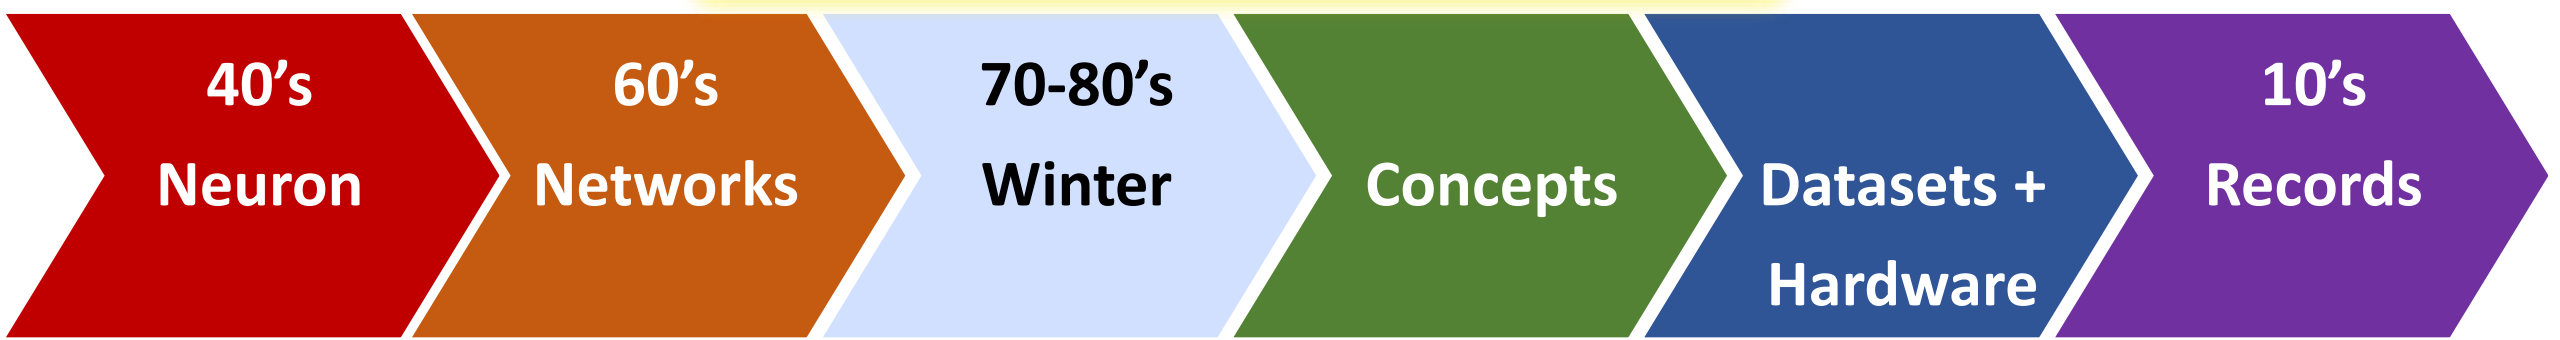 40’s
Neuron
60’s
Networks
70-80’s
Winter
Concepts
Datasets +
Hardware
10’s
Records